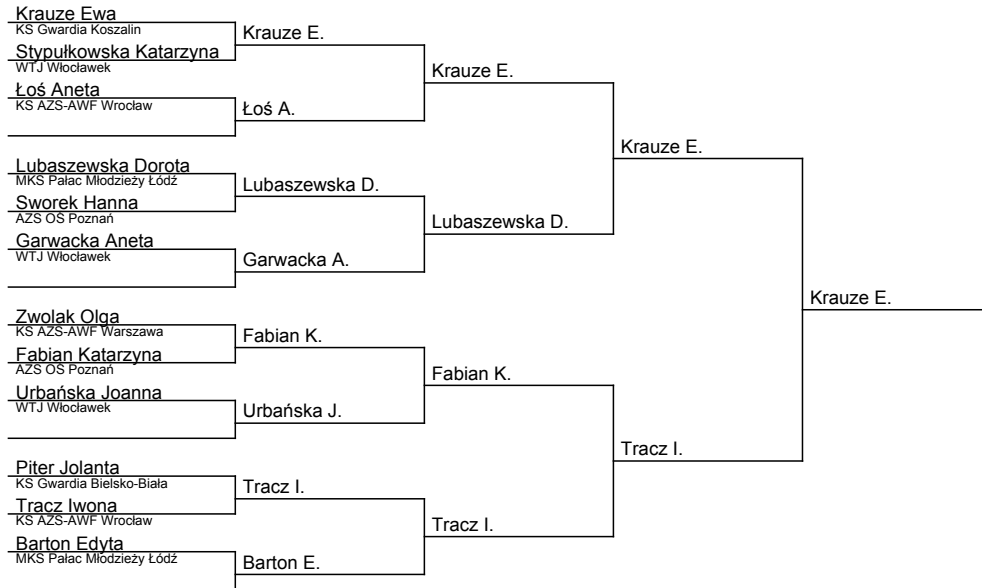 Krauze Ewa
KS Gwardia Koszalin
Stypułkowska Katarzyna
WTJ Włocławek
Łoś Aneta
KS AZS-AWF Wrocław
Lubaszewska Dorota
MKS Pałac Młodzieży Łódź
Sworek Hanna
AZS OŚ Poznań
Garwacka Aneta
WTJ Włocławek
Zwolak Olga
KS AZS-AWF Warszawa
Fabian Katarzyna
AZS OŚ Poznań
Urbańska Joanna
WTJ Włocławek
Piter Jolanta
KS Gwardia Bielsko-Biała
Tracz Iwona
KS AZS-AWF Wrocław
Barton Edyta
MKS Pałac Młodzieży Łódź
Krauze E.
Łoś A.
Lubaszewska D.
Garwacka A.
Fabian K.
Urbańska J.
Tracz I.
Barton E.
Krauze E.
Lubaszewska D.
Fabian K.
Tracz I.
Krauze E.
Tracz I.
Krauze E.